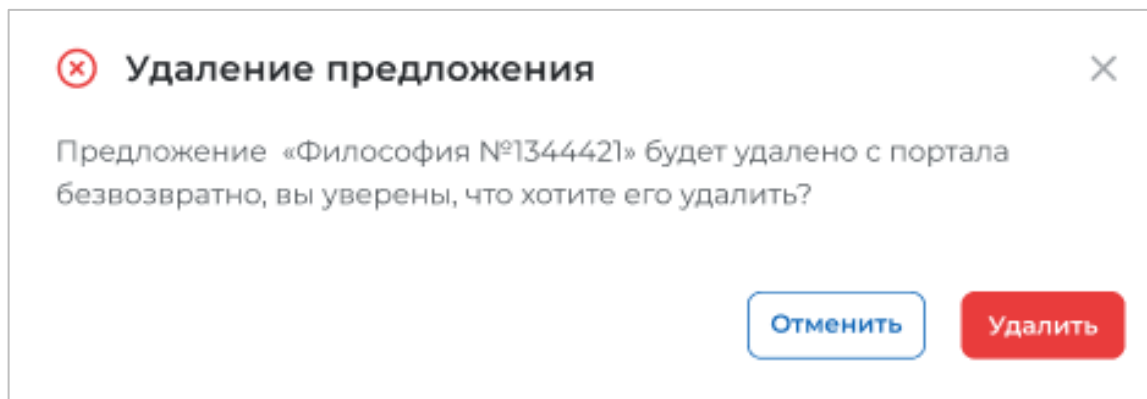 Удаление предложения
Предложение «Философия №1344421» будет удалено с портала
безвозвратно, вы уверены, что хотите его удалить?
Отменить
Удалить